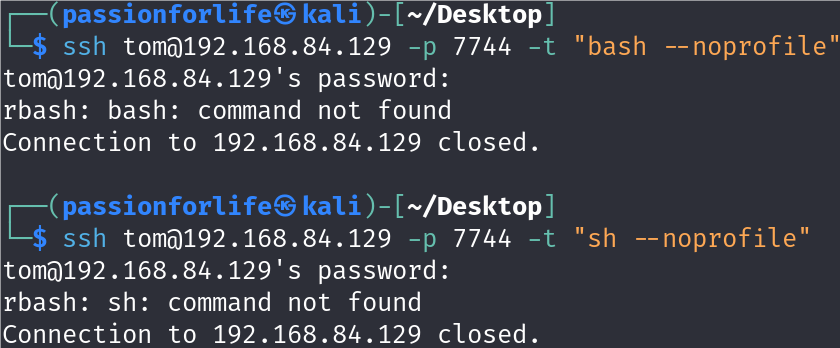 ┌──(passionforlife㉿kali)-[~/Desktop]
└─$ ssh tom@192.168.84.129 -p 7744 -t "bash --noprofile"
tom@192.168.84.129's password:
rbash: bash: command not found
Connection to 192.168.84.129 closed.
┌──(passionforlife㉿kali)-[~/Desktop]
└─$ ssh tom@192.168.84.129 -p 7744 -t "sh --noprofile"
tom@192.168.84.129's password:
rbash: sh: command not found
Connection to 192.168.84.129 closed.